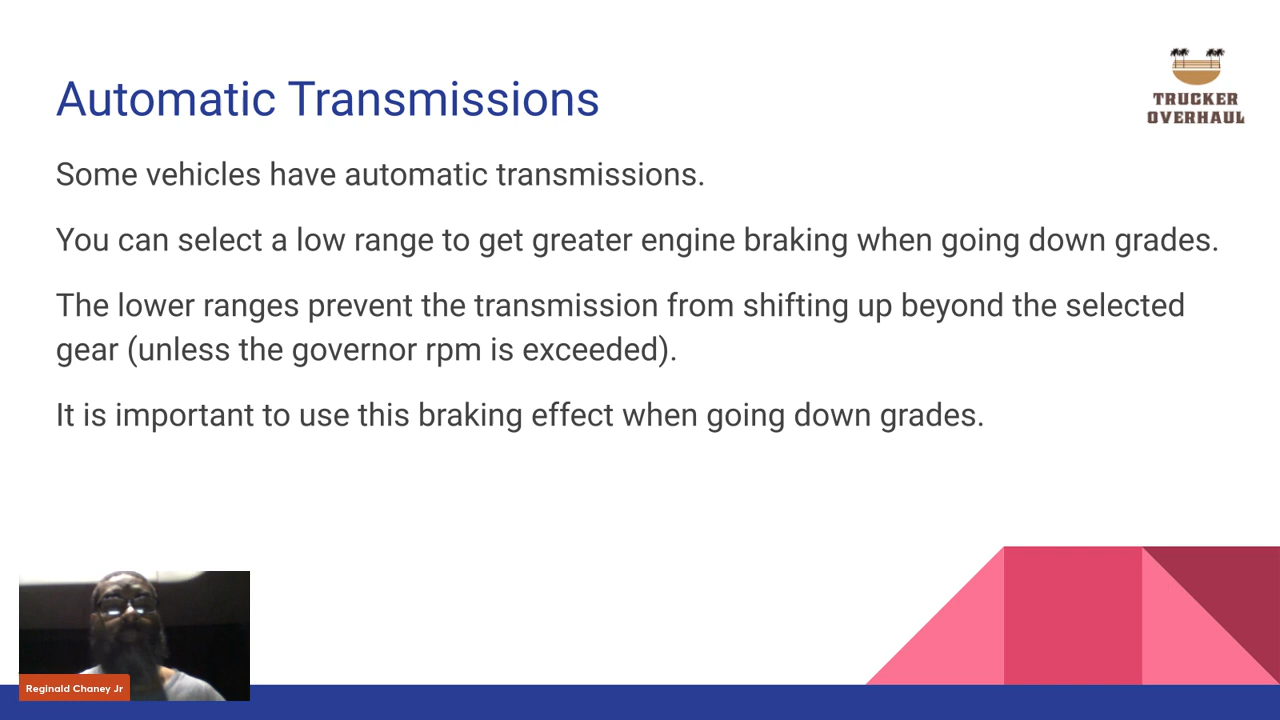 Automatic Transmissions
TRUCKER
OVERHAUL
Some vehicles have automatic transmissions.
You can select a low range to get greater engine braking when going down grades.
The lower ranges prevent the transmission from shifting up beyond the selected
gear (unless the governor rpm is exceeded).
It is important to use this braking effect when going down grades.
Reginald Chaney Jr